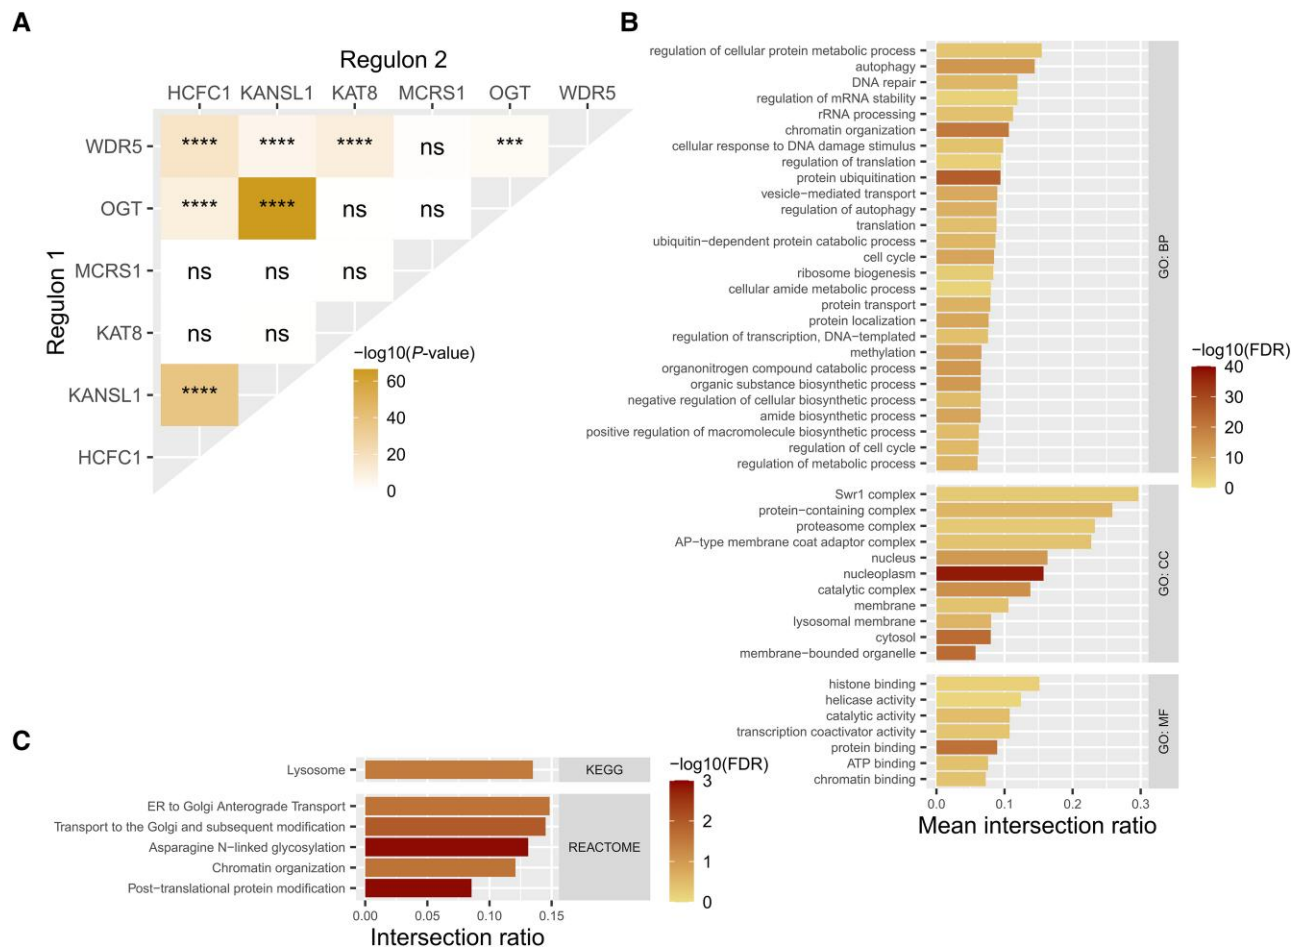 A
Regulon 2
HCFC1 KANSL1 KAT8 MCRS1 OGT WDR5
Regulon 1
WDR5 **** **** **** ns ***
OGT **** **** ns ns
MCRS1 ns ns ns
KAT8 ns ns
KANSL1 ****
HCFC1
−log10(P-value)
60
40
20
0
B
regulation of cellular protein metabolic process
autophagy
DNA repair
regulation of mRNA stability
rRNA processing
chromatin organization
cellular response to DNA damage stimulus
regulation of translation
protein ubiquitination
vesicle−mediated transport
regulation of autophagy
translation
ubiquitin−dependent protein catabolic process
cell cycle
ribosome biogenesis
cellular amide metabolic process
protein transport
protein localization
regulation of transcription, DNA−templated
methylation
organonitrogen compound catabolic process
organic substance biosynthetic process
negative regulation of cellular biosynthetic process
amide biosynthetic process
positive regulation of macromolecule biosynthetic process
regulation of cell cycle
regulation of metabolic process
GO: BP
Swr1 complex
protein−containing complex
proteasome complex
AP−type membrane coat adaptor complex
nucleus
nucleoplasm
catalytic complex
membrane
lysosomal membrane
cytosol
membrane−bounded organelle
GO: CC
histone binding
helicase activity
catalytic activity
transcription coactivator activity
protein binding
ATP binding
chromatin binding
GO: MF
0.0 0.1 0.2 0.3
Mean intersection ratio
−log10(FDR)
40
30
20
10
0
C
Lysosome
KEGG
ER to Golgi Anterograde Transport
Transport to the Golgi and subsequent modification
Asparagine N−linked glycosylation
Chromatin organization
Post−translational protein modification
REACTOME
0.00 0.05 0.10 0.15
Intersection ratio
−log10(FDR)
3
2
1
0